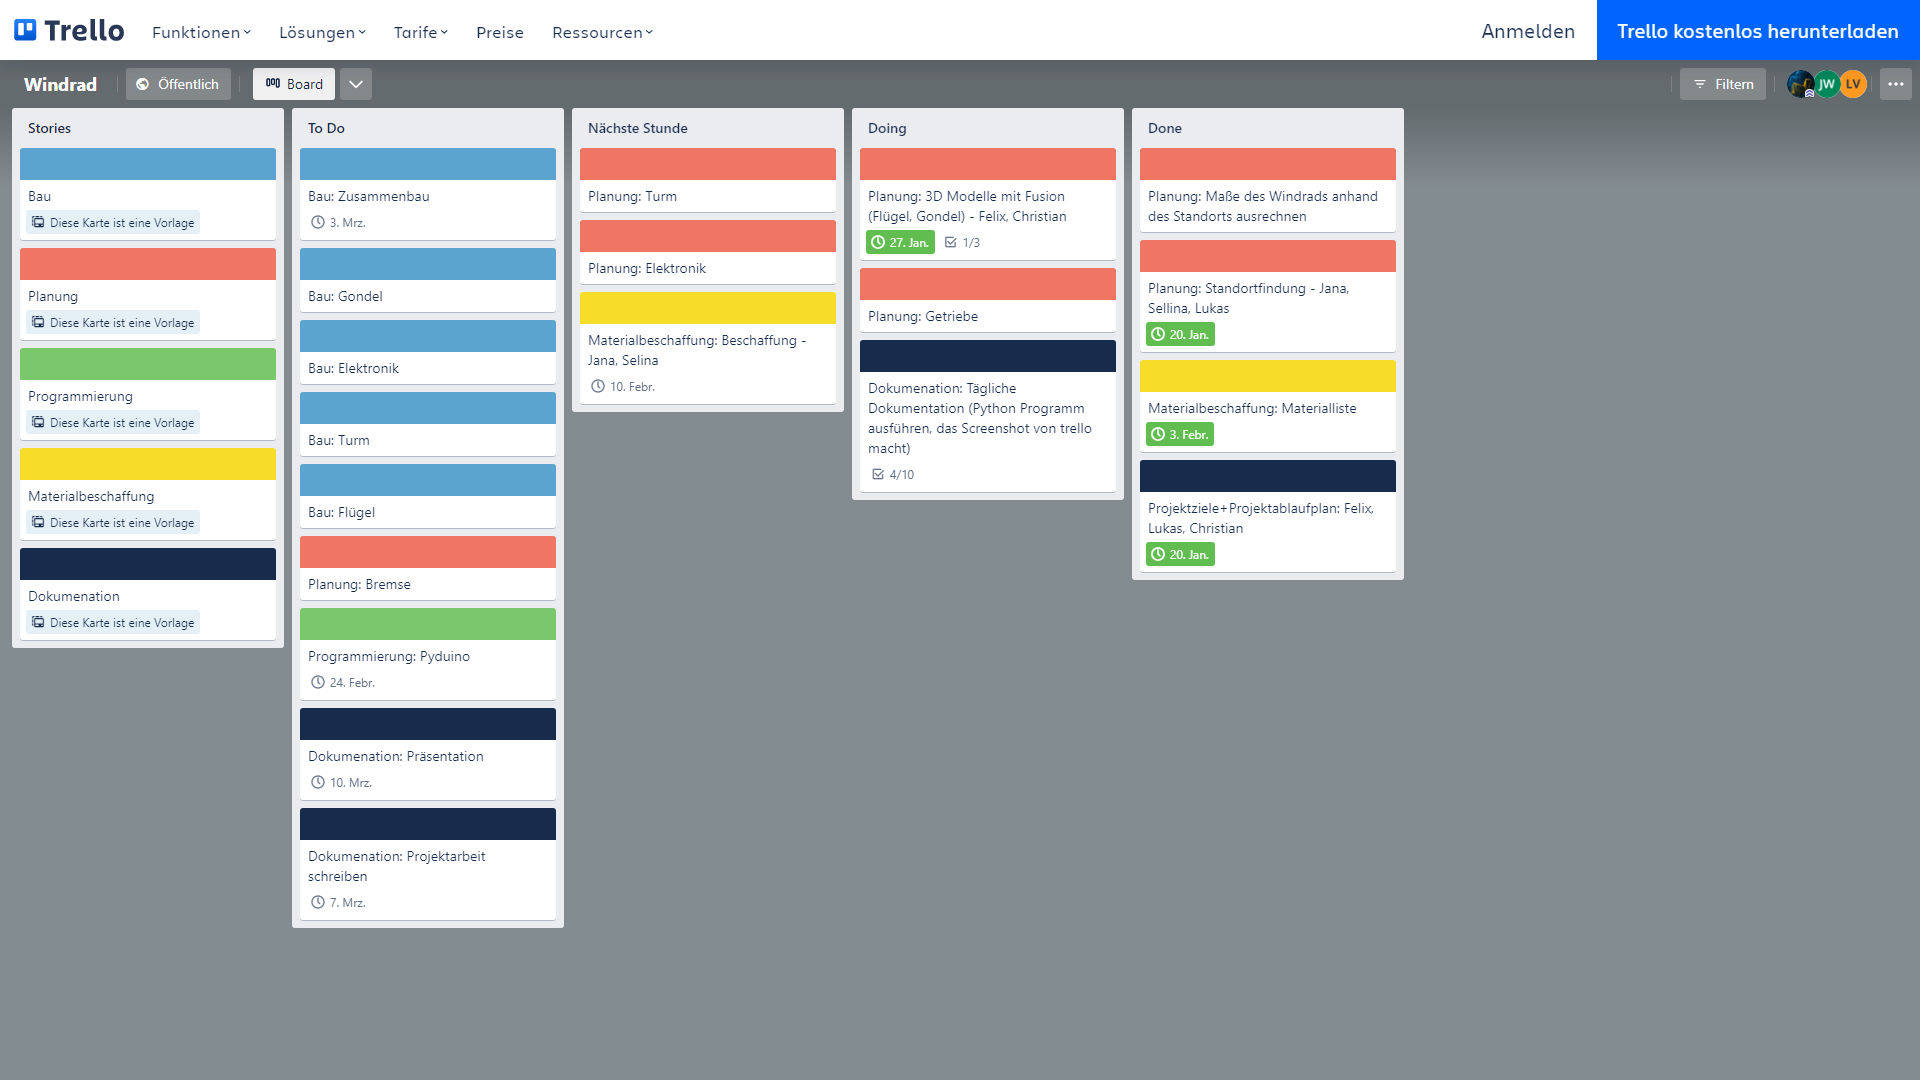 Trello
Funktionen
Lösungen
Tarife
Preise
Ressourcen
Anmelden
Trello kostenlos herunterladen
Windrad
Öffentlich
Board
Filtern
JW
LV
Stories
Bau
Diese Karte ist eine Vorlage
Planung
Diese Karte ist eine Vorlage
Programmierung
Diese Karte ist eine Vorlage
Materialbeschaffung
Diese Karte ist eine Vorlage
Dokumenation
Diese Karte ist eine Vorlage
To Do
Bau: Zusammenbau
3. Mrz.
Bau: Gondel
Bau: Elektronik
Bau: Turm
Bau: Flügel
Planung: Bremse
Programmierung: Pyduino
24. Febr.
Dokumenation: Präsentation
10. Mrz.
Dokumenation: Projektarbeit
schreiben
7. Mrz.
Nächste Stunde
Planung: Turm
Planung: Elektronik
Materialbeschaffung: Beschaffung -
Jana, Selina
10. Febr.
Doing
Planung: 3D Modelle mit Fusion
(Flügel, Gondel) - Felix, Christian
27. Jan.
1/3
Planung: Getriebe
Dokumenation: Tägliche
Dokumentation (Python Programm
ausführen, das Screenshot von trello
macht)
4/10
Done
Planung: Maße des Windrads anhand
des Standorts ausrechnen
Planung: Standortfindung - Jana,
Sellina, Lukas
20. Jan.
Materialbeschaffung: Materialliste
3. Febr.
Projektziele+Projektablaufplan: Felix,
Lukas, Christian
20. Jan.